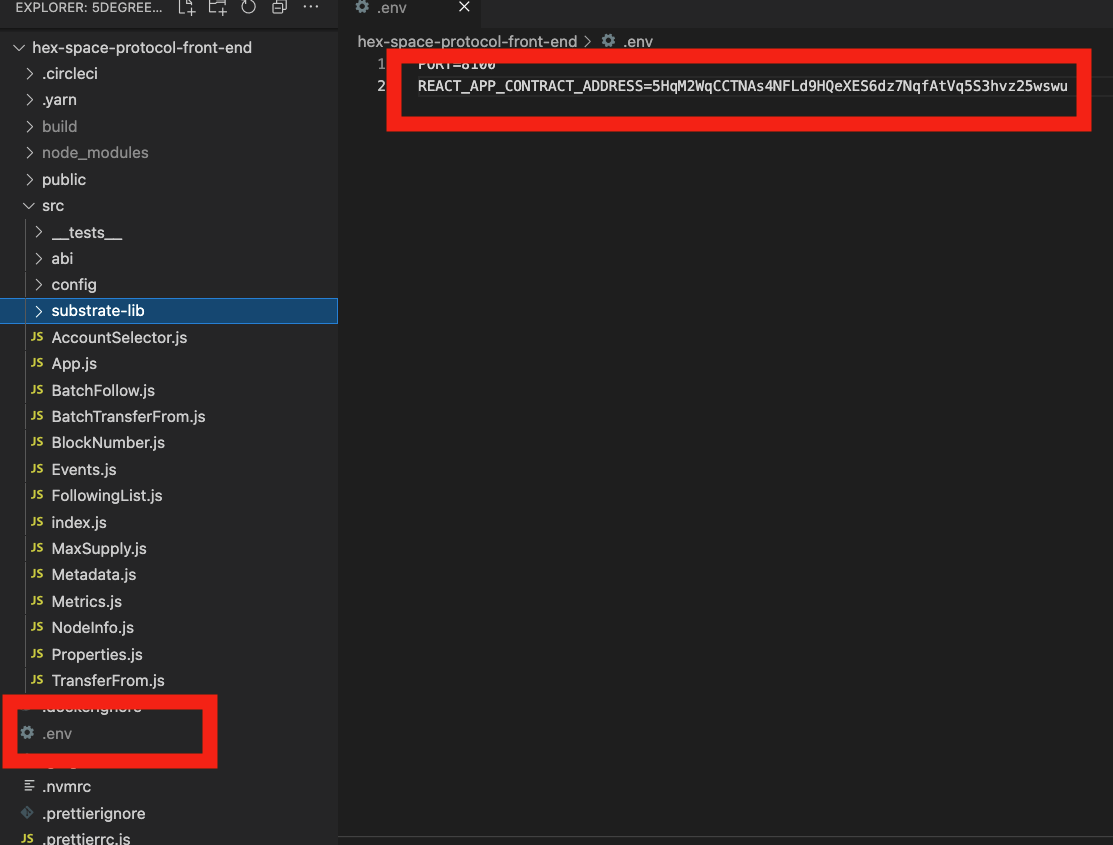 EXPLORER: 5DEGREE...
hex-space-protocol-front-end
.circleci
.yarn
build
node_modules
public
src
__tests__
abi
config
substrate-lib
JS AccountSelector.js
JS App.js
JS BatchFollow.js
JS BatchTransferFrom.js
JS BlockNumber.js
JS Events.js
JS FollowingList.js
JS index.js
JS MaxSupply.js
JS Metadata.js
JS Metrics.js
JS NodeInfo.js
JS Properties.js
JS TransferFrom.js
.dockerignore
.env
.nvmrc
.prettierignore
JS .prettierrc.js
.env
hex-space-protocol-front-end > .env
1 PORT=8100
2 REACT_APP_CONTRACT_ADDRESS=5HqM2WqCCTNAs4NFLd9HQeXES6dz7NqfAtVq5S3hvz25wswu